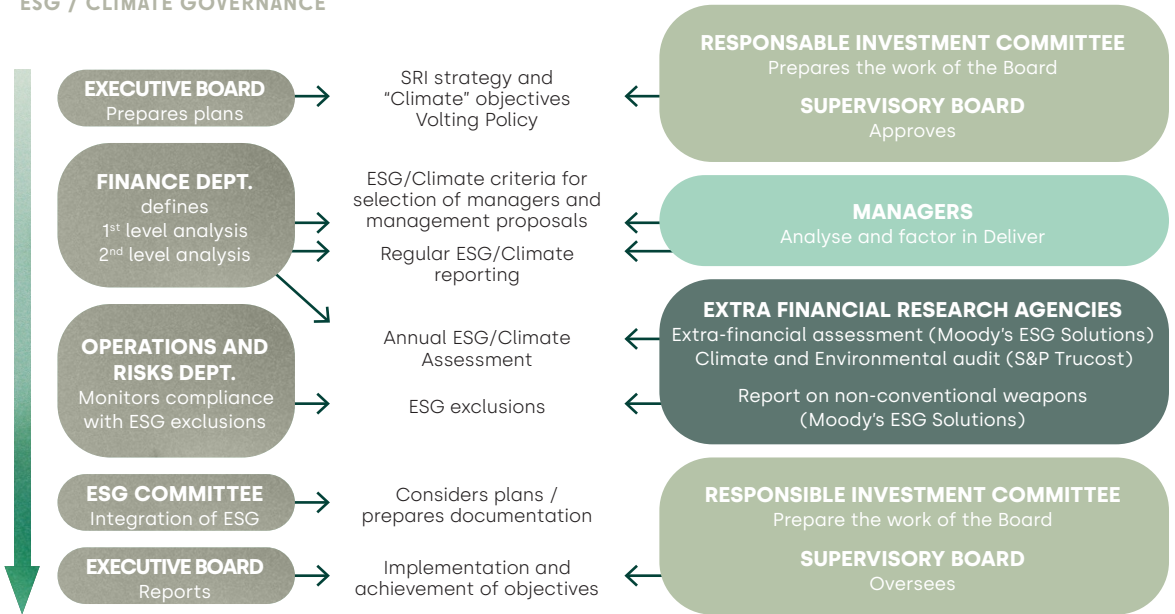 ESG / CLIMATE GOVERNANCE
EXECUTIVE BOARD
Prepares plans
SRI strategy and
“Climate” objectives
Volting Policy
RESPONSABLE INVESTMENT COMMITTEE
Prepares the work of the Board
SUPERVISORY BOARD
Approves
FINANCE DEPT.
defines
1st level analysis
2nd level analysis
ESG/Climate criteria for
selection of managers and
management proposals
Regular ESG/Climate
reporting
MANAGERS
Analyse and factor in Deliver
OPERATIONS AND
RISKS DEPT.
Monitors compliance
with ESG exclusions
Annual ESG/Climate
Assessment
ESG exclusions
EXTRA FINANCIAL RESEARCH AGENCIES
Extra-financial assessment (Moody’s ESG Solutions)
Climate and Environmental audit (S&P Trucost)
Report on non-conventional weapons
(Moody’s ESG Solutions)
ESG COMMITTEE
Integration of ESG
Considers plans /
prepares documentation
RESPONSIBLE INVESTMENT COMMITTEE
Prepare the work of the Board
SUPERVISORY BOARD
Oversees
EXECUTIVE BOARD
Reports
Implementation and
achievement of objectives